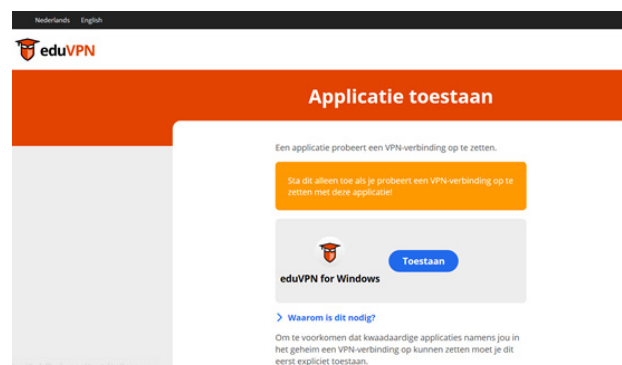 Nederlands English
eduVPN
Applicatie toestaan
Een applicatie probeert een VPN-verbinding op te zetten.
Sta dit alleen toe als je probeert een VPN-verbinding op te
zetten met deze applicatie!
Toestaan
eduVPN for Windows
Waarom is dit nodig?
Om te voorkomen dat kwaadaardige applicaties namens jou in
het geheim een VPN-verbinding op kunnen zetten moet je dit
eerst expliciet toestaan.